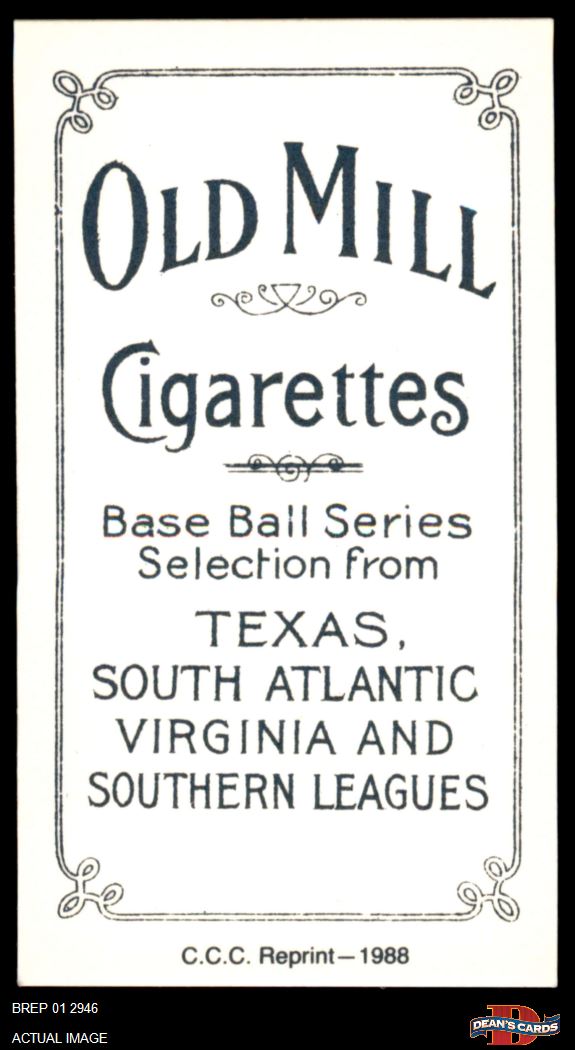 OLD MILL
Cigarettes
Base Ball Series
Selection from
TEXAS,
SOUTH ATLANTIC
VIRGINIA AND
SOUTHERN LEAGUES
C.C.C. Reprint—1988
BREP 01 2946
ACTUAL IMAGE
D
DEAN'S CARDS